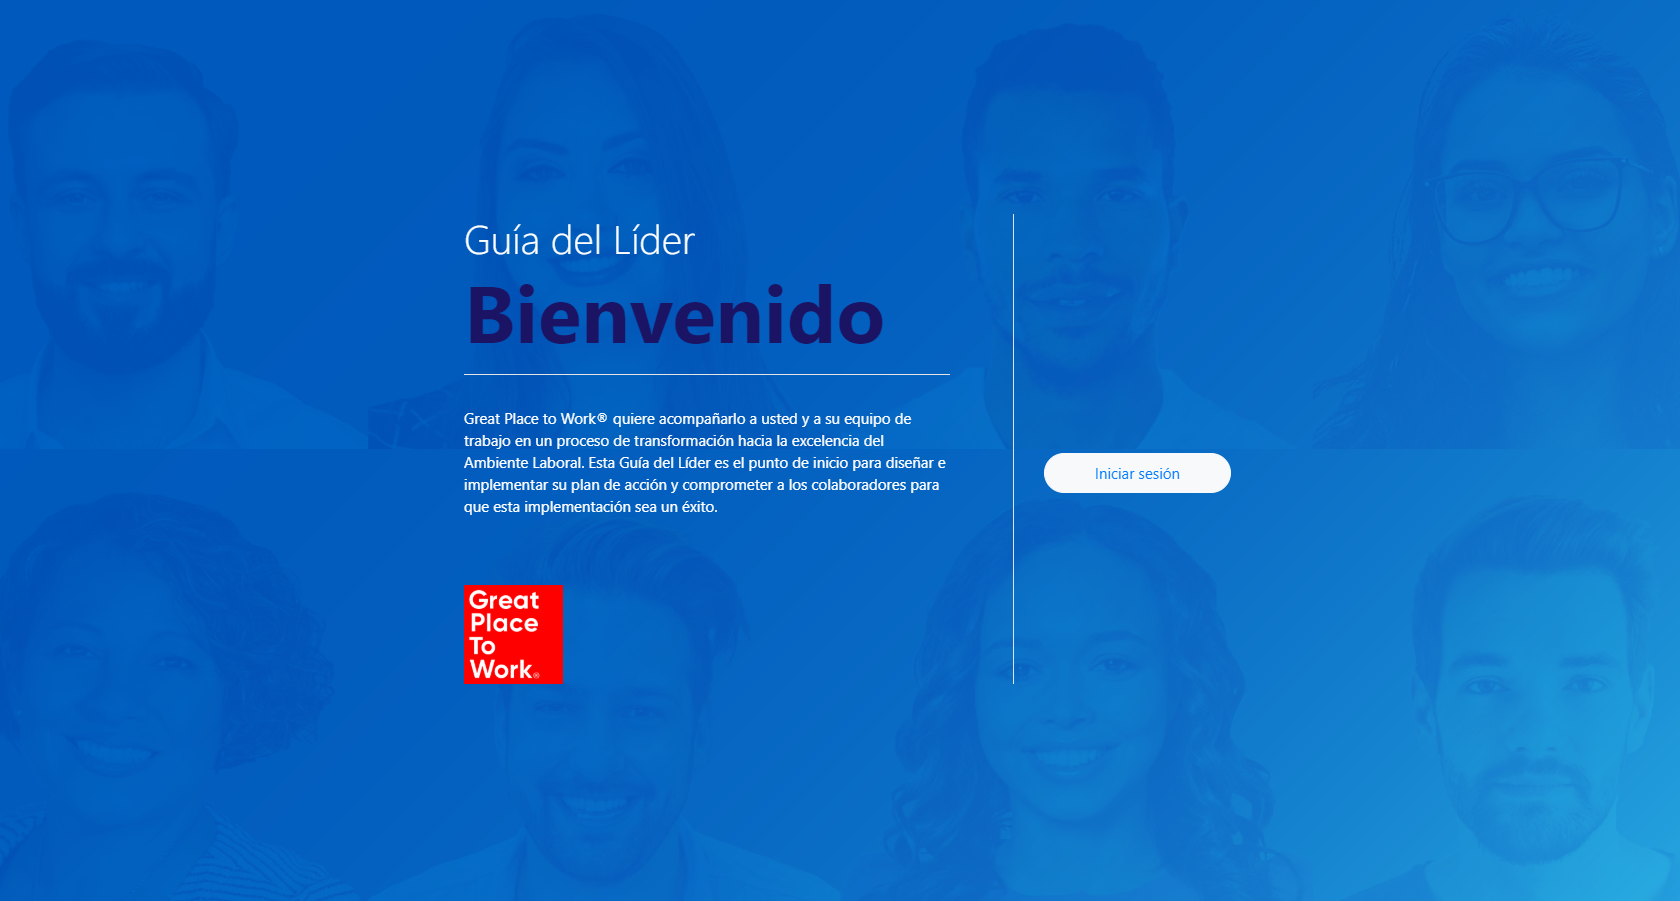 Guía del Líder
Bienvenido
Great Place to Work® quiere acompañarlo a usted y a su equipo de
trabajo en un proceso de transformación hacia la excelencia del
Ambiente Laboral. Esta Guía del Líder es el punto de inicio para diseñar e
implementar su plan de acción y comprometer a los colaboradores para
que esta implementación sea un éxito.
Iniciar sesión
Great
Place
To
Work®